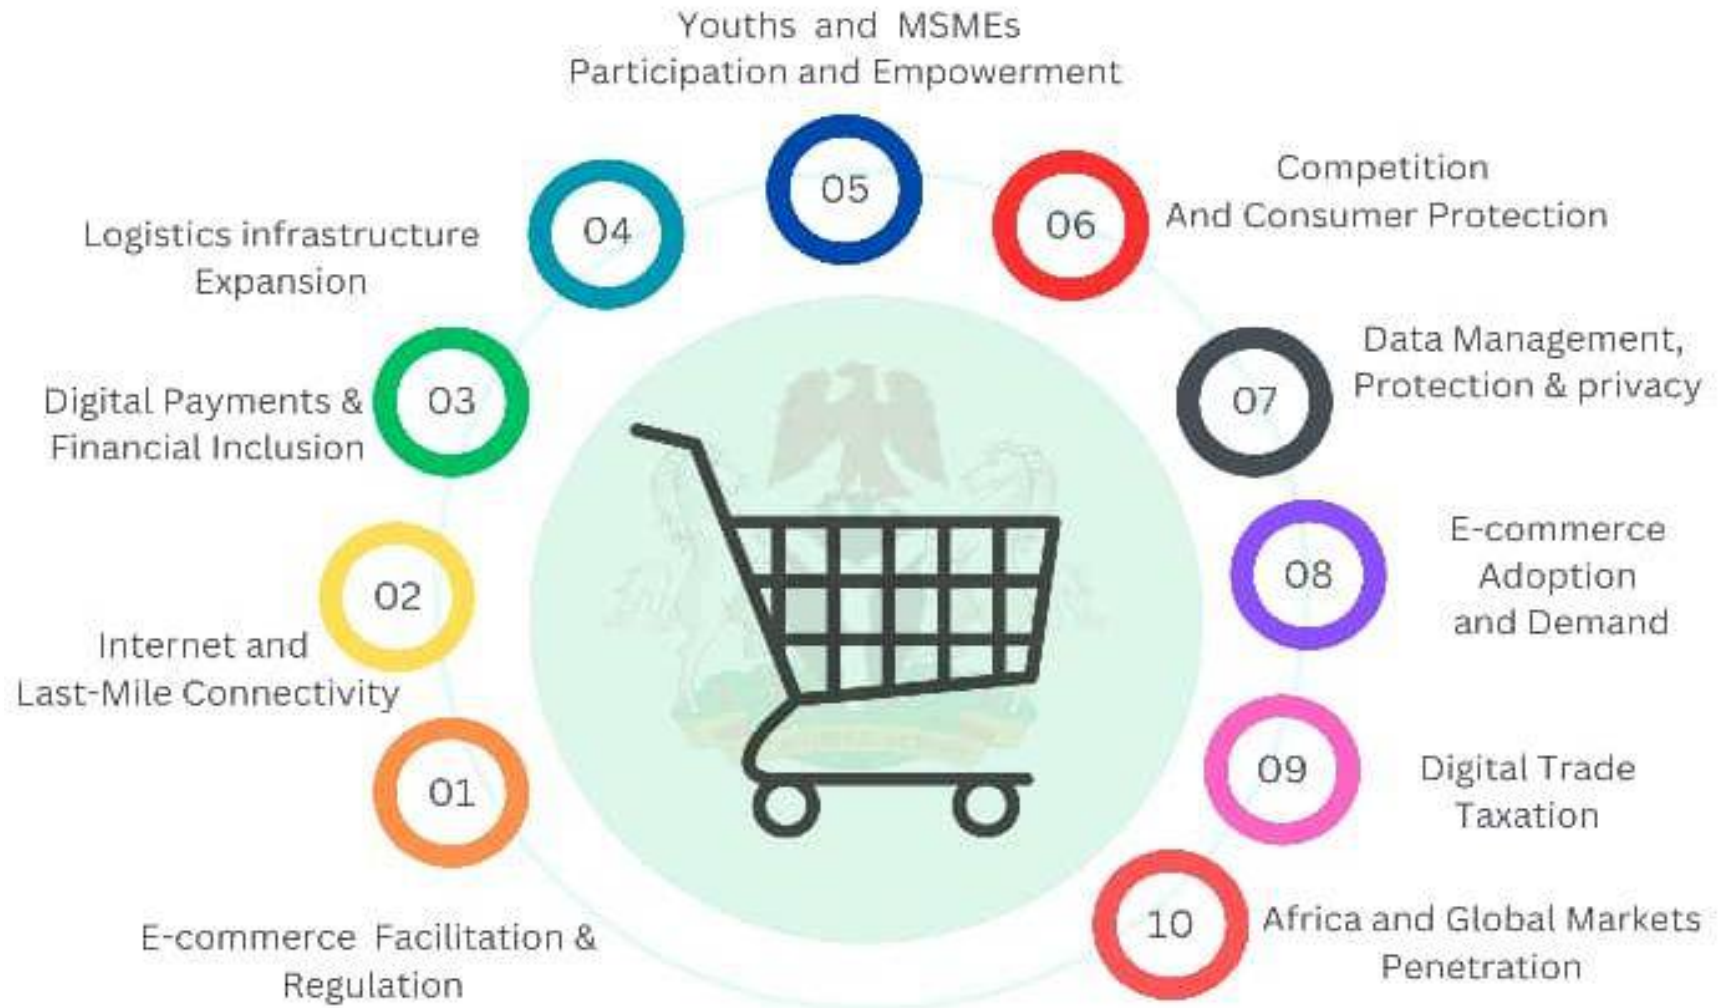 01
E-commerce Facilitation &
Regulation
02
Internet and
Last-Mile Connectivity
03
Digital Payments &
Financial Inclusion
04
Logistics infrastructure
Expansion
05
Youths and MSMEs
Participation and Empowerment
06
Competition
And Consumer Protection
07
Data Management,
Protection & privacy
08
E-commerce
Adoption
and Demand
09
Digital Trade
Taxation
10
Africa and Global Markets
Penetration